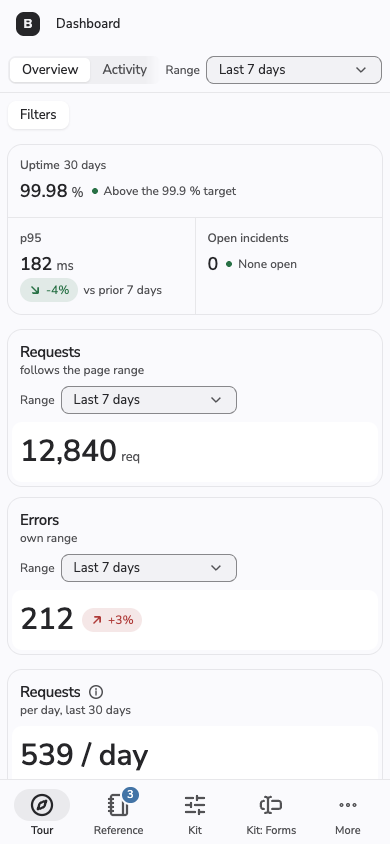 B Dashboard
Overview Activity Range Last 7 days
Filters
Uptime 30 days
99.98 % Above the 99.9 % target
p95
182 ms
-4% vs prior 7 days
Open incidents
0 None open
Requests
follows the page range
Range Last 7 days
12,840 req
Errors
own range
Range Last 7 days
212 +3%
Requests
per day, last 30 days
539 / day
3
Tour Reference Kit Kit: Forms More